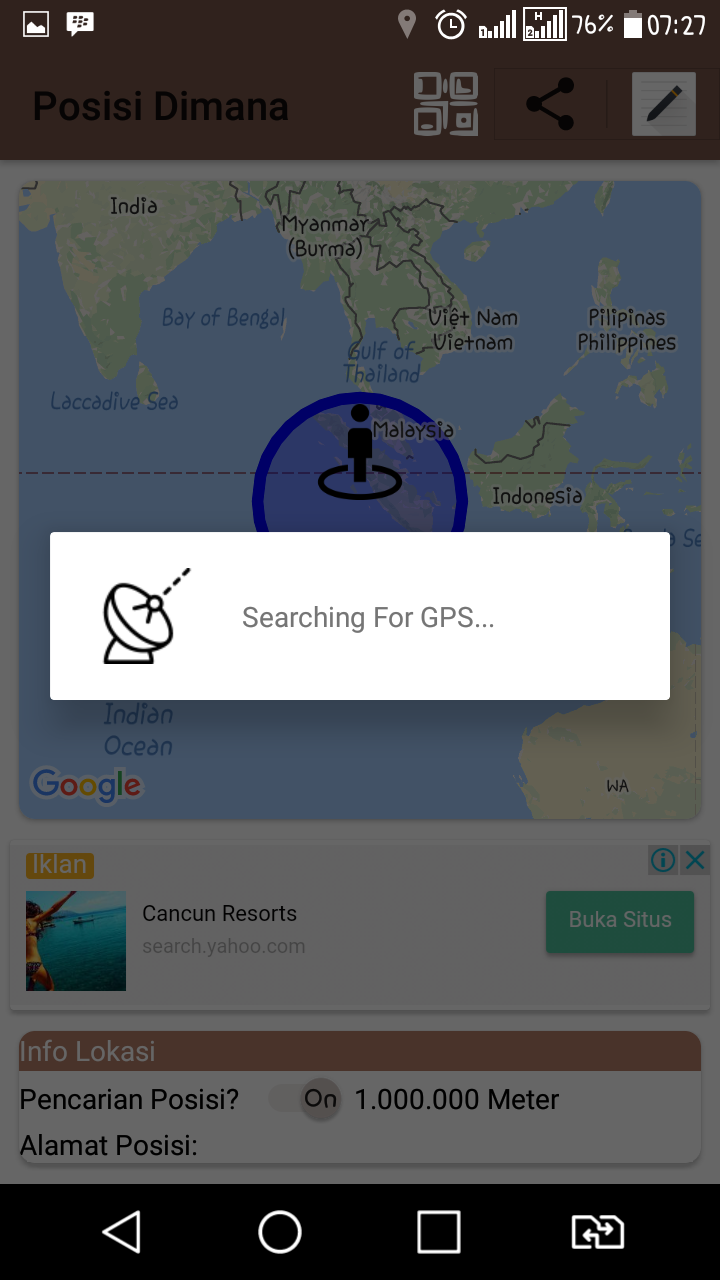 76% 07:27
Posisi Dimana
India
Myanmar
(Burma)
Bay of Bengal
Việt Nam
Vietnam
Pilipinas
Philippines
Gulf of
Thailand
Laccadive Sea
Malaysia
Indonesia
Searching For GPS...
Indian
Ocean
Google
WA
Iklan
Cancun Resorts
search.yahoo.com
Buka Situs
Info Lokasi
Pencarian Posisi? On 1.000.000 Meter
Alamat Posisi: